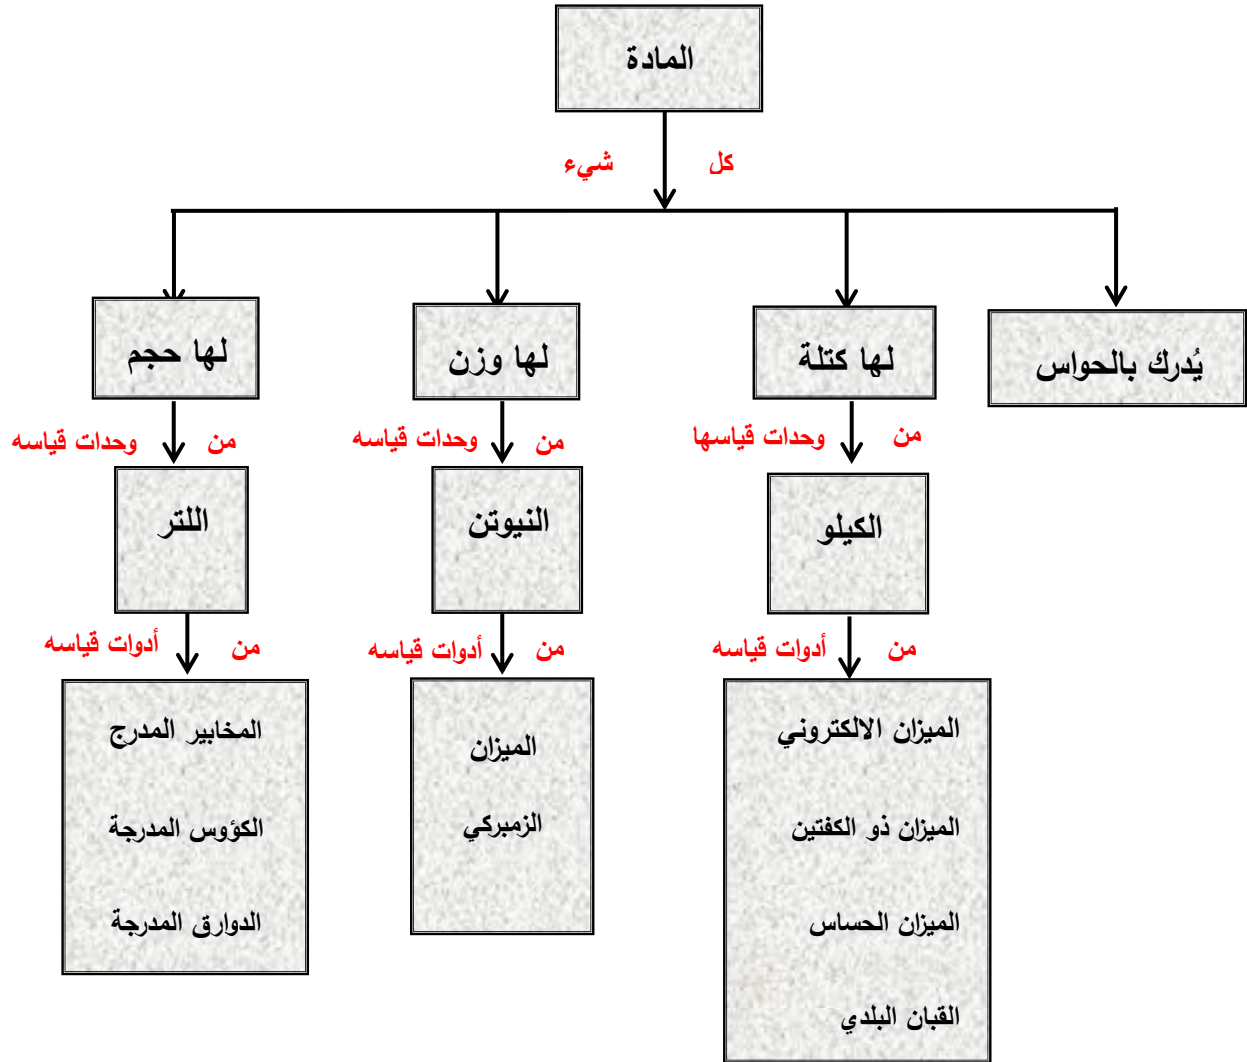 المادة
كل شيء
يُدرك بالحواس
لها كتلة
لها وزن
لها حجم
من وحدات قياسها
من وحدات قياسه
من وحدات قياسه
الكيلو
النيوتن
اللتر
من أدوات قياسه
من أدوات قياسه
من أدوات قياسه
الميزان الالكتروني
الميزان ذو الكفتين
الميزان الحساس
القبان البلدي
الميزان
الزمبركي
المخابير المدرج
الكؤوس المدرجة
الدوارق المدرجة